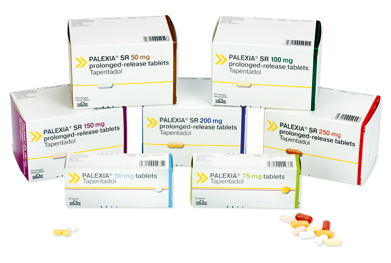 PALEXIA® SR 50 mg
prolonged-release tablets
Tapentadol
PALEXIA® SR 100 mg
prolonged-release tablets
Tapentadol
PALEXIA® SR 150 mg
prolonged-release tablets
Tapentadol
PALEXIA® SR 200 mg
prolonged-release tablets
Tapentadol
PALEXIA® SR 250 mg
prolonged-release tablets
Tapentadol
PALEXIA® 50 mg tablets
Tapentadol
PALEXIA® 75 mg tablets
Tapentadol